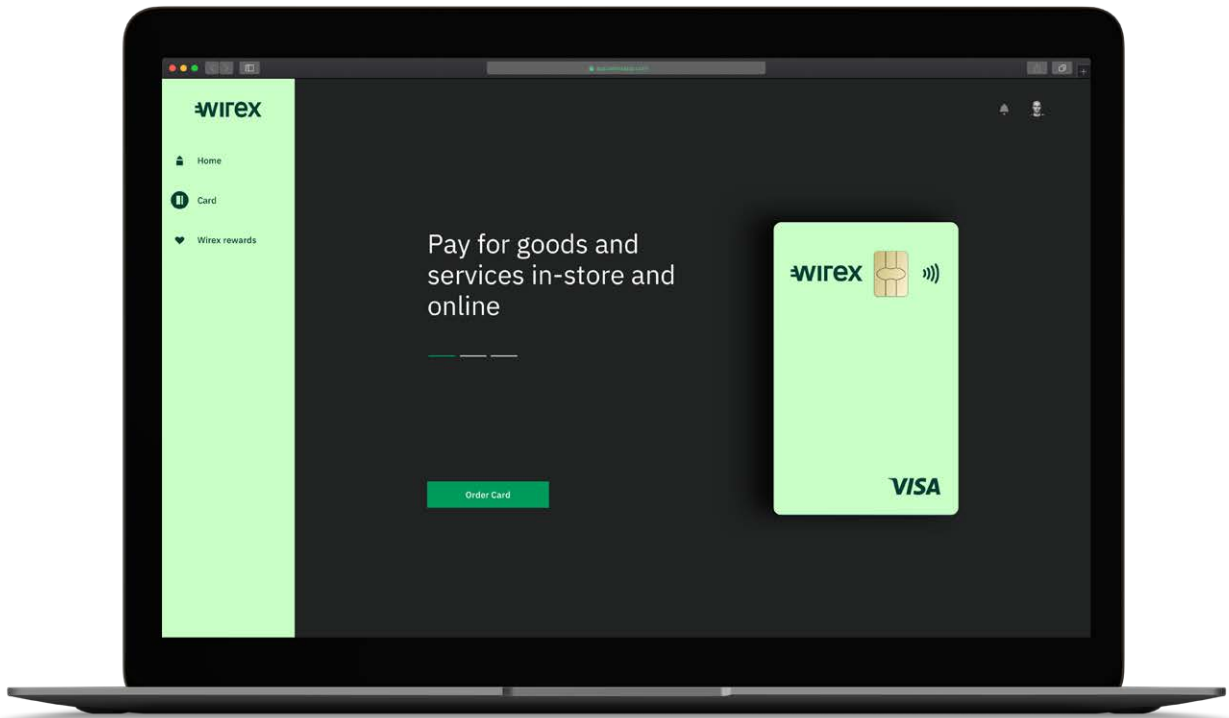 wirex
Home
Card
Wirex rewards
Pay for goods and
services in-store and
online
Order Card
wirex
VISA